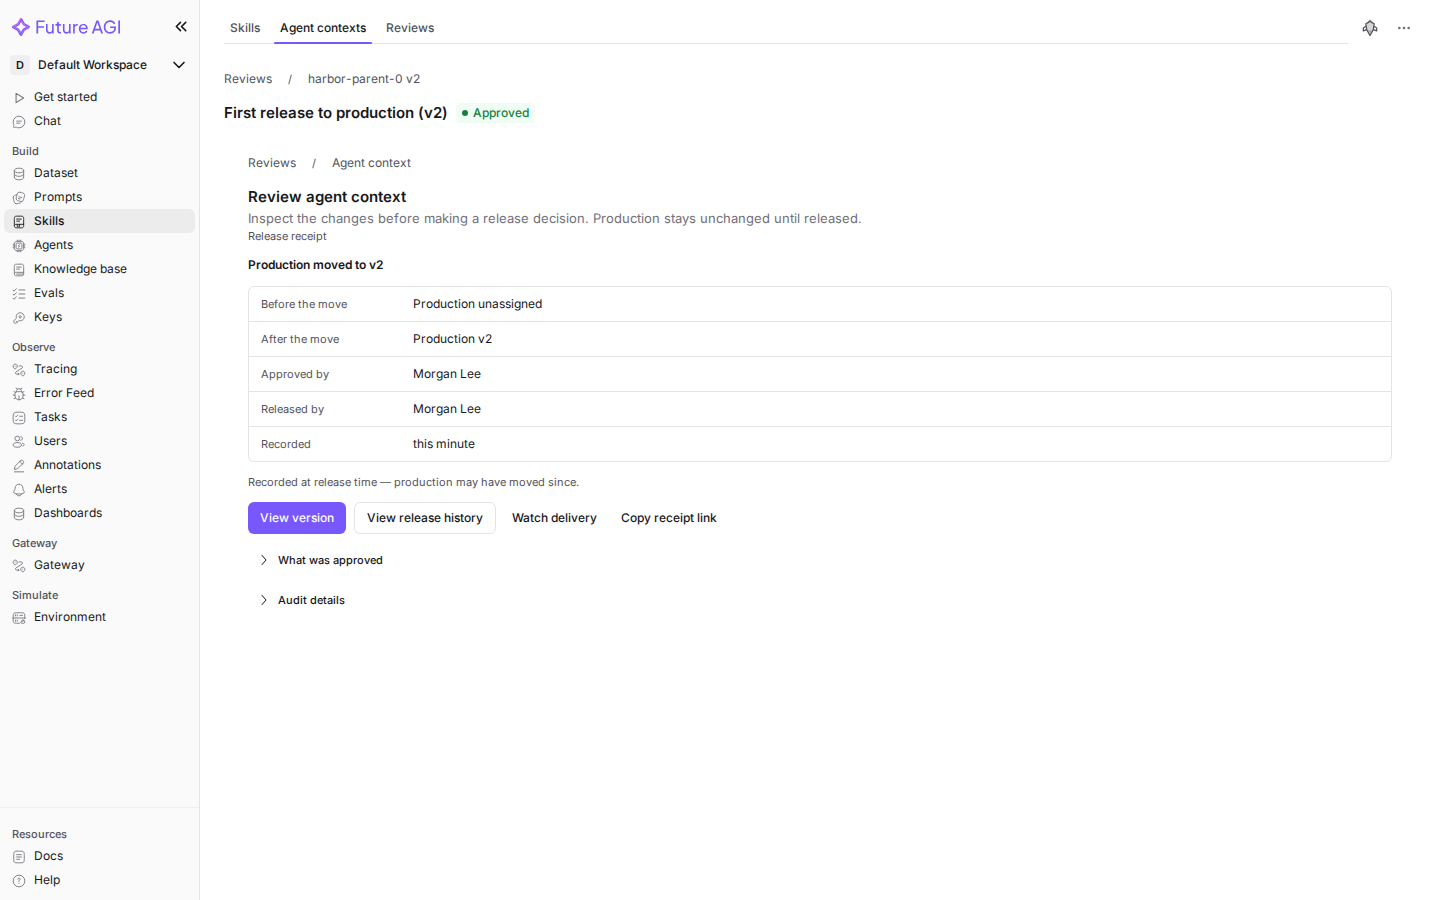 Future AGI
D Default Workspace
Get started
Chat
Build
Dataset
Prompts
Skills
Agents
Knowledge base
Evals
Keys
Observe
Tracing
Error Feed
Tasks
Users
Annotations
Alerts
Dashboards
Gateway
Gateway
Simulate
Environment
Resources
Docs
Help
Skills Agent contexts Reviews
Reviews / harbor-parent-0 v2
First release to production (v2) Approved
Reviews / Agent context
Review agent context
Inspect the changes before making a release decision. Production stays unchanged until released.
Release receipt
Production moved to v2
Before the move Production unassigned
After the move Production v2
Approved by Morgan Lee
Released by Morgan Lee
Recorded this minute
Recorded at release time — production may have moved since.
View version View release history Watch delivery Copy receipt link
What was approved
Audit details